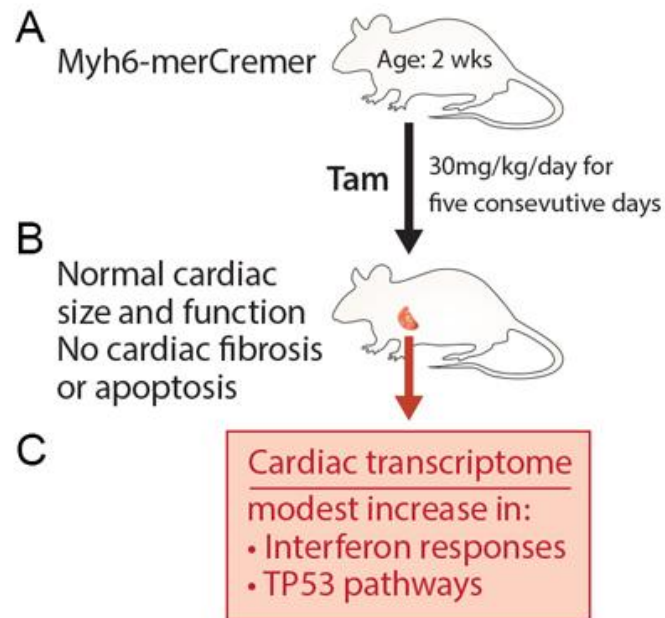 A
Myh6-merCremer
Age: 2 wks
Tam
30mg/kg/day for
five consevutive days
B
Normal cardiac
size and function
No cardiac fibrosis
or apoptosis
C
Cardiac transcriptome
modest increase in:
• Interferon responses
• TP53 pathways